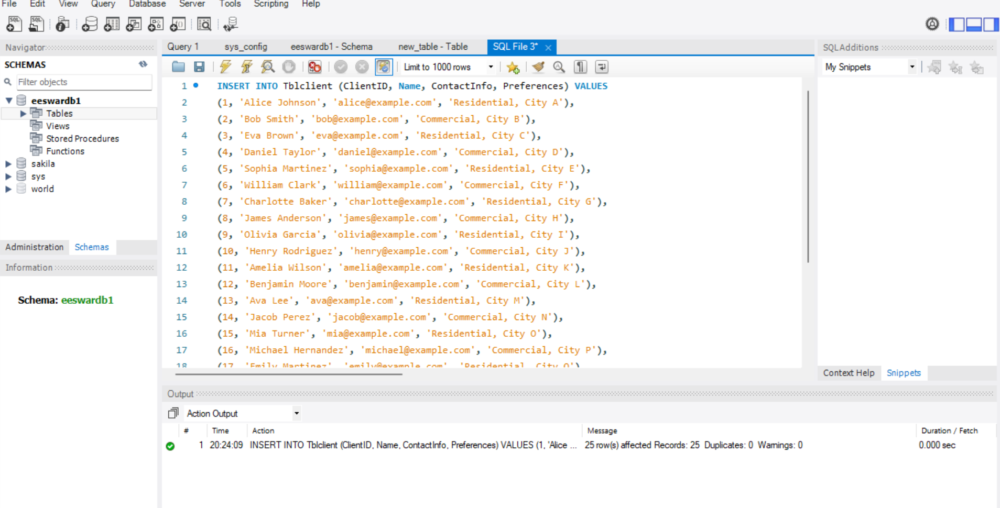 File Edit View Query Database Server Tools Scripting Help
Navigator
SCHEMAS
Filter objects
eeswardb1
Tables
Views
Stored Procedures
Functions
sakila
sys
world
Administration Schemas
Information
Schema: eeswardb1
Query 1 sys_config eeswardb1 - Schema new_table - Table SQL File 3* ×
Limit to 1000 rows
1 INSERT INTO Tblclient (ClientID, Name, ContactInfo, Preferences) VALUES
2 (1, 'Alice Johnson', 'alice@example.com', 'Residential, City A'),
3 (2, 'Bob Smith', 'bob@example.com', 'Commercial, City B'),
4 (3, 'Eva Brown', 'eva@example.com', 'Residential, City C'),
5 (4, 'Daniel Taylor', 'daniel@example.com', 'Commercial, City D'),
6 (5, 'Sophia Martinez', 'sophia@example.com', 'Residential, City E'),
7 (6, 'William Clark', 'william@example.com', 'Commercial, City F'),
8 (7, 'Charlotte Baker', 'charlotte@example.com', 'Residential, City G'),
9 (8, 'James Anderson', 'james@example.com', 'Commercial, City H'),
10 (9, 'Olivia Garcia', 'olivia@example.com', 'Residential, City I'),
11 (10, 'Henry Rodriguez', 'henry@example.com', 'Commercial, City J'),
12 (11, 'Amelia Wilson', 'amelia@example.com', 'Residential, City K'),
13 (12, 'Benjamin Moore', 'benjamin@example.com', 'Commercial, City L'),
14 (13, 'Ava Lee', 'ava@example.com', 'Residential, City M'),
15 (14, 'Jacob Perez', 'jacob@example.com', 'Commercial, City N'),
16 (15, 'Mia Turner', 'mia@example.com', 'Residential, City O'),
17 (16, 'Michael Hernandez', 'michael@example.com', 'Commercial, City P'),
18 (17, 'Emily Martinez', 'emily@example.com', 'Residential, City Q'),
SQLAdditions
My Snippets
Context Help Snippets
Output
Action Output
# Time Action Message Duration / Fetch
1 20:24:09 INSERT INTO Tblclient (ClientID, Name, ContactInfo, Preferences) VALUES (1, 'Alice ... 25 row(s) affected Records: 25 Duplicates: 0 Warnings: 0 0.000 sec